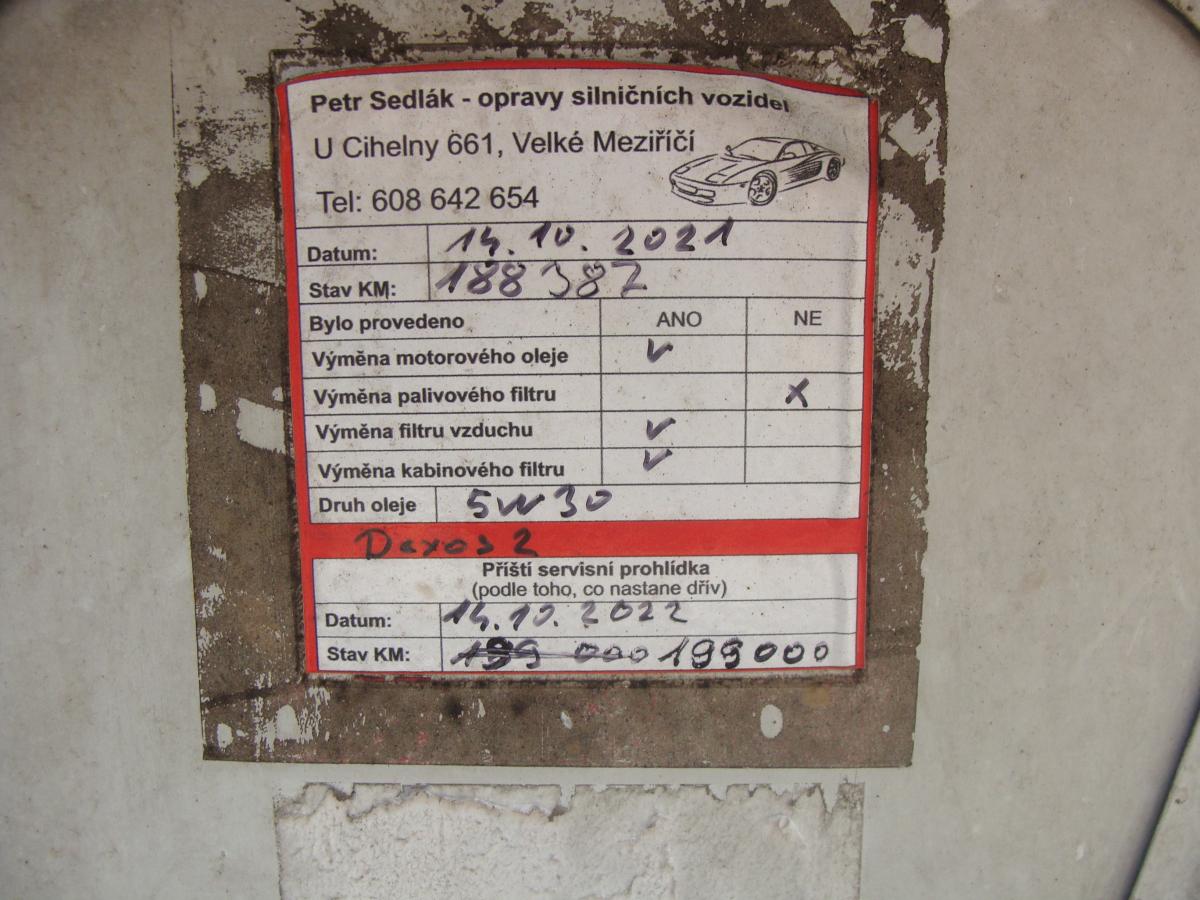 Petr Sedlák - opravy silničních vozidel
U Cihelny 661, Velké Meziříčí
Tel: 608 642 654
Datum: 14.10.2021
Stav KM: 188387
Bylo provedeno ANO NE
Výměna motorového oleje ✓
Výměna palivového filtru x
Výměna filtru vzduchu ✓
Výměna kabinového filtru ✓
Druh oleje 5W30
Dexos 2
Příští servisní prohlídka
(podle toho, co nastane dřív)
Datum: 14.10.2022
Stav KM: 199 000 199000